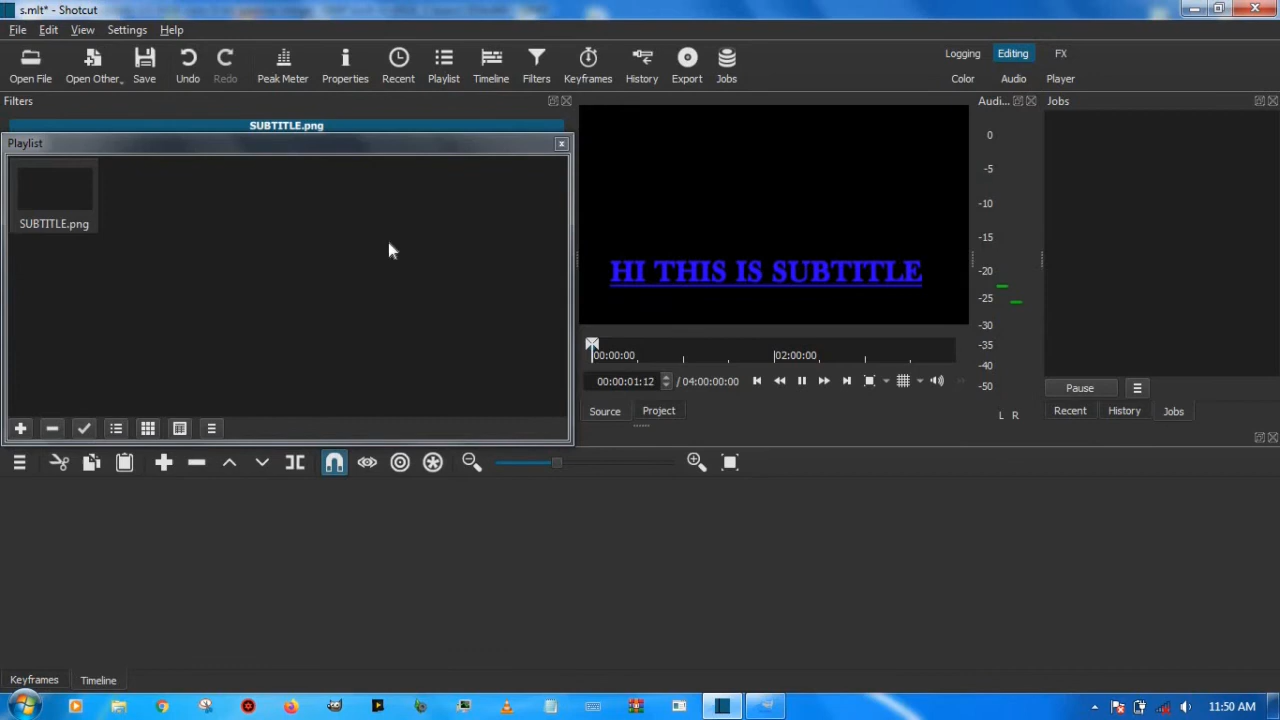 s.mlt* - Shotcut
File Edit View Settings Help
Open File Open Other... Save Undo Redo Peak Meter Properties Recent Playlist Timeline Filters Keyframes History Export Jobs
Logging Editing FX
Color Audio Player
Filters
Audi...
Jobs
SUBTITLE.png
Playlist
SUBTITLE.png
HI THIS IS SUBTITLE
0
-5
-10
-15
-20
-25
-30
-35
-40
-50
L R
00:00:00 02:00:00
00:00:01:12 / 04:00:00:00
Source Project
Pause
Recent History Jobs
Keyframes Timeline
11:50 AM